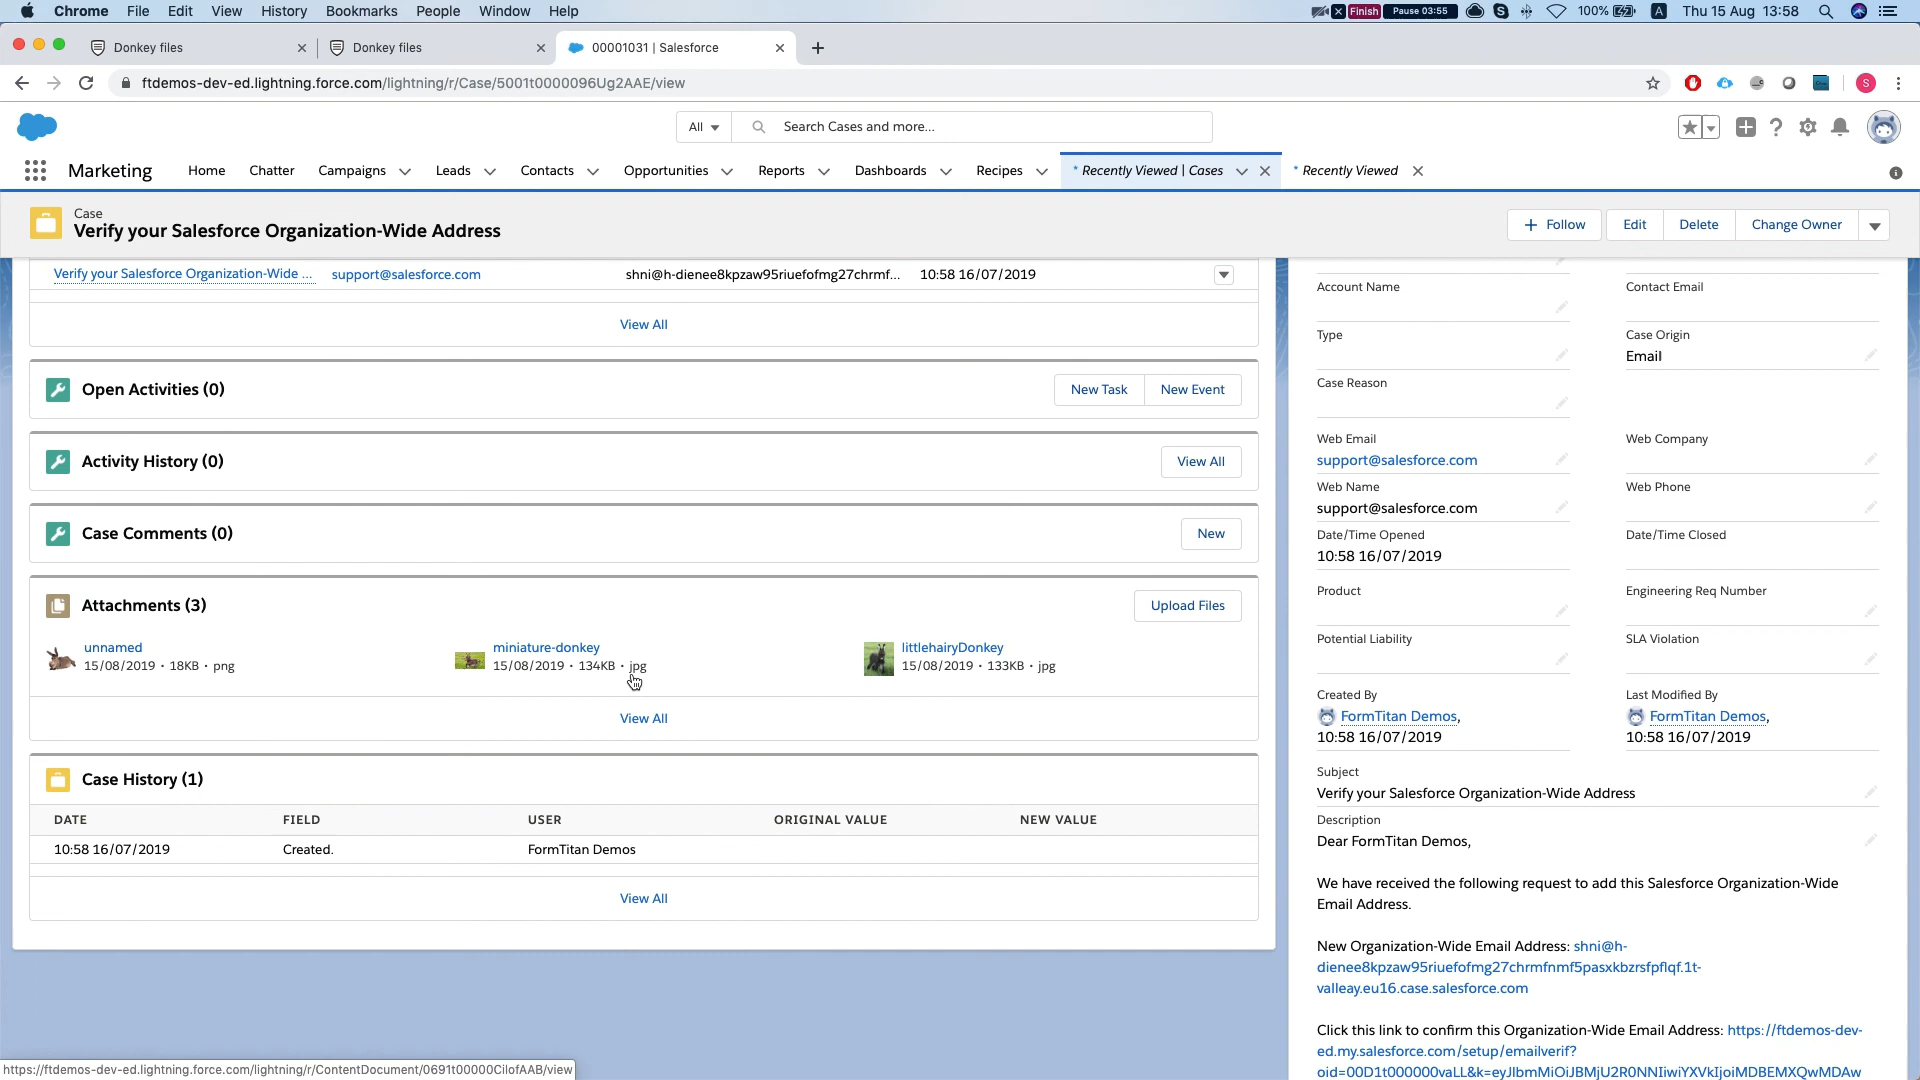 Chrome File Edit View History Bookmarks People Window Help Finish Pause 03:55 100% A Thu 15 Aug 13:58
Donkey files Donkey files 00001031 | Salesforce
ftdemos-dev-ed.lightning.force.com/lightning/r/Case/5001t0000096Ug2AAE/view S
All Search Cases and more...
Marketing Home Chatter Campaigns Leads Contacts Opportunities Reports Dashboards Recipes * Recently Viewed | Cases * Recently Viewed
Case
Verify your Salesforce Organization-Wide Address
Follow Edit Delete Change Owner
Verify your Salesforce Organization-Wide ... support@salesforce.com shni@h-dienee8kpzaw95riuefofmg27chrmf... 10:58 16/07/2019
View All
Open Activities (0) New Task New Event
Activity History (0) View All
Case Comments (0) New
Attachments (3) Upload Files
unnamed
15/08/2019 • 18KB • png
miniature-donkey
15/08/2019 • 134KB • jpg
littlehairyDonkey
15/08/2019 • 133KB • jpg
View All
Case History (1)
DATE FIELD USER ORIGINAL VALUE NEW VALUE
10:58 16/07/2019 Created. FormTitan Demos
View All
Account Name Contact Email
Type Case Origin
Email
Case Reason
Web Email Web Company
support@salesforce.com
Web Name Web Phone
support@salesforce.com
Date/Time Opened Date/Time Closed
10:58 16/07/2019
Product Engineering Req Number
Potential Liability SLA Violation
Created By Last Modified By
FormTitan Demos, FormTitan Demos,
10:58 16/07/2019 10:58 16/07/2019
Subject
Verify your Salesforce Organization-Wide Address
Description
Dear FormTitan Demos,
We have received the following request to add this Salesforce Organization-Wide
Email Address.
New Organization-Wide Email Address: shni@h-
dienee8kpzaw95riuefofmg27chrmfnmf5pasxkbzrsfpflqf.1t-
valleay.eu16.case.salesforce.com
Click this link to confirm this Organization-Wide Email Address: https://ftdemos-dev-
ed.my.salesforce.com/setup/emailverif?
oid=00D1t000000vaLL&k=eyJlbmMiOiJBMjU2R0NNIiwiYXVkIjoiMDBEMXQwMDAw
https://ftdemos-dev-ed.lightning.force.com/lightning/r/ContentDocument/0691t00000CilofAAB/view